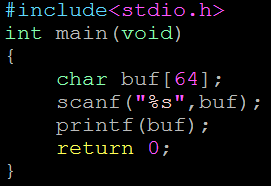 #include<stdio.h>
int main(void)
{
    char buf[64];
    scanf("%s",buf);
    printf(buf);
    return 0;
}